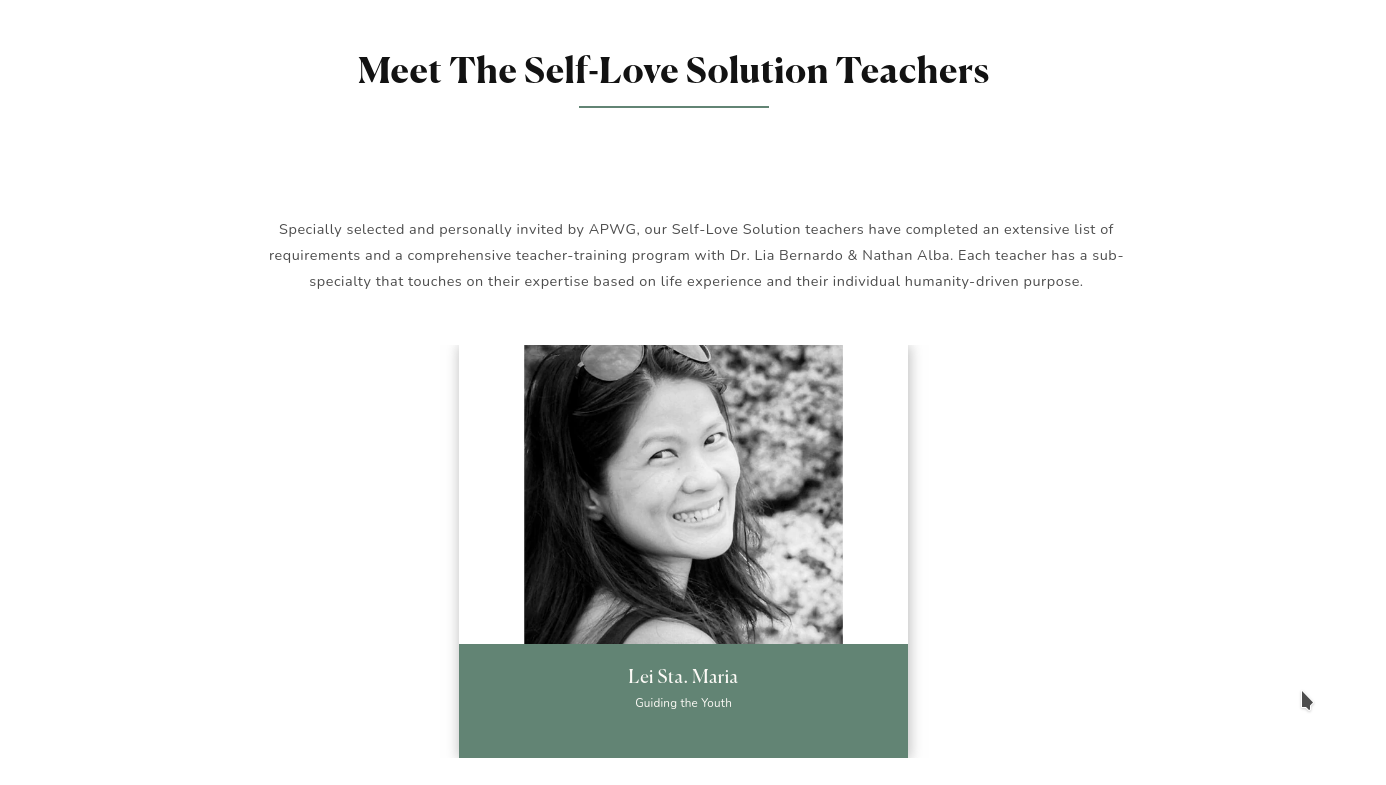 Meet The Self-Love Solution Teachers
Specially selected and personally invited by APWG, our Self-Love Solution teachers have completed an extensive list of
requirements and a comprehensive teacher-training program with Dr. Lia Bernardo & Nathan Alba. Each teacher has a sub-
specialty that touches on their expertise based on life experience and their individual humanity-driven purpose.
Lei Sta. Maria
Guiding the Youth